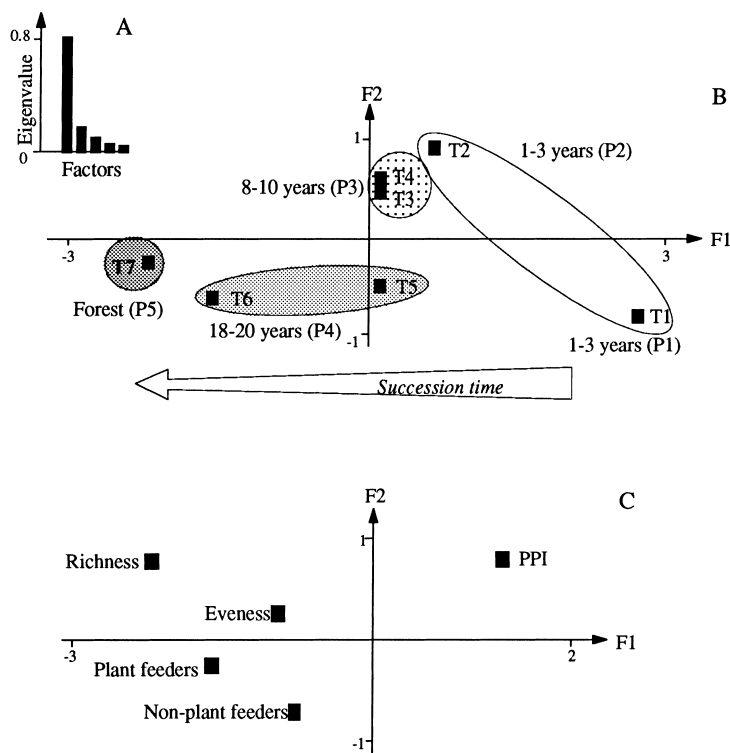 A
0.8
Eigenvalue
0
Factors
B
F2
1
T2
1-3 years (P2)
T4
8-10 years (P3)
T3
-3
3
F1
T7
T6
T5
Forest (P5)
18-20 years (P4)
T1
-1
1-3 years (P1)
Succession time
C
F2
1
Richness
PPI
Eveness
-3
2
F1
Plant feeders
Non-plant feeders
-1